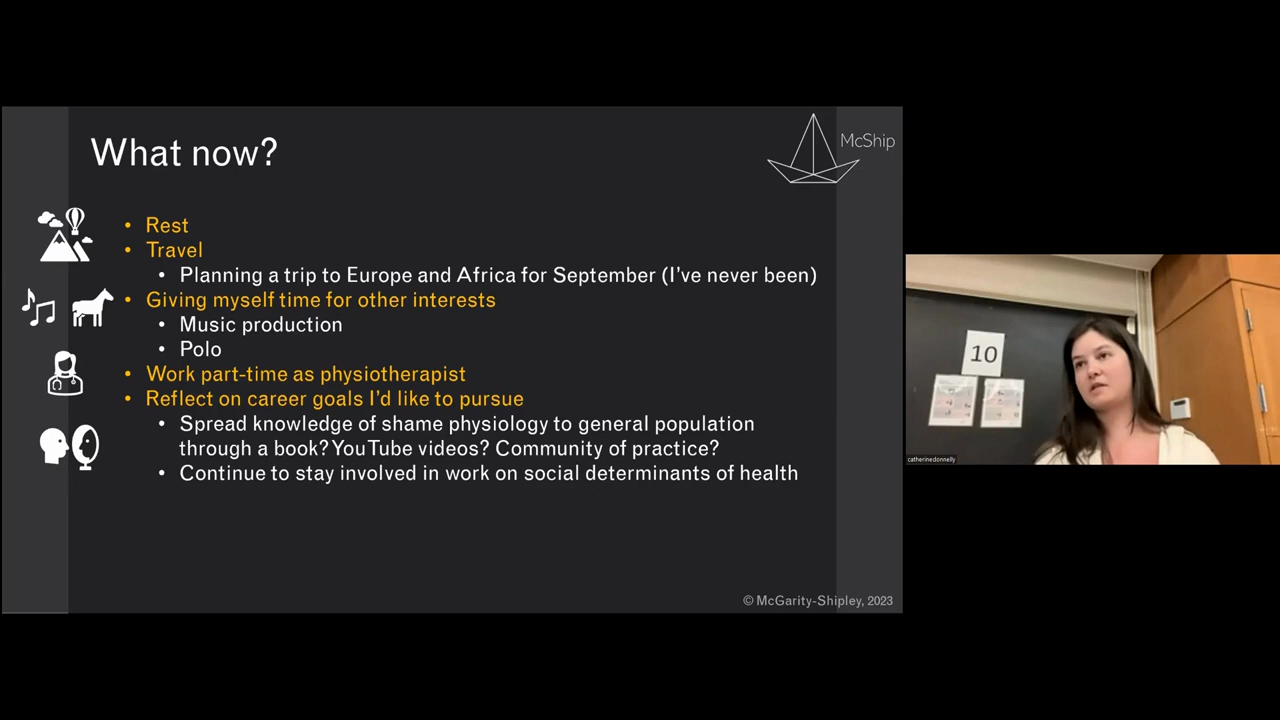 What now?
McShip
• Rest
• Travel
• Planning a trip to Europe and Africa for September (I've never been)
• Giving myself time for other interests
• Music production
• Polo
• Work part-time as physiotherapist
• Reflect on career goals I'd like to pursue
• Spread knowledge of shame physiology to general population
through a book? YouTube videos? Community of practice?
• Continue to stay involved in work on social determinants of health
© McGarity-Shipley, 2023
10
catherinedonnelly